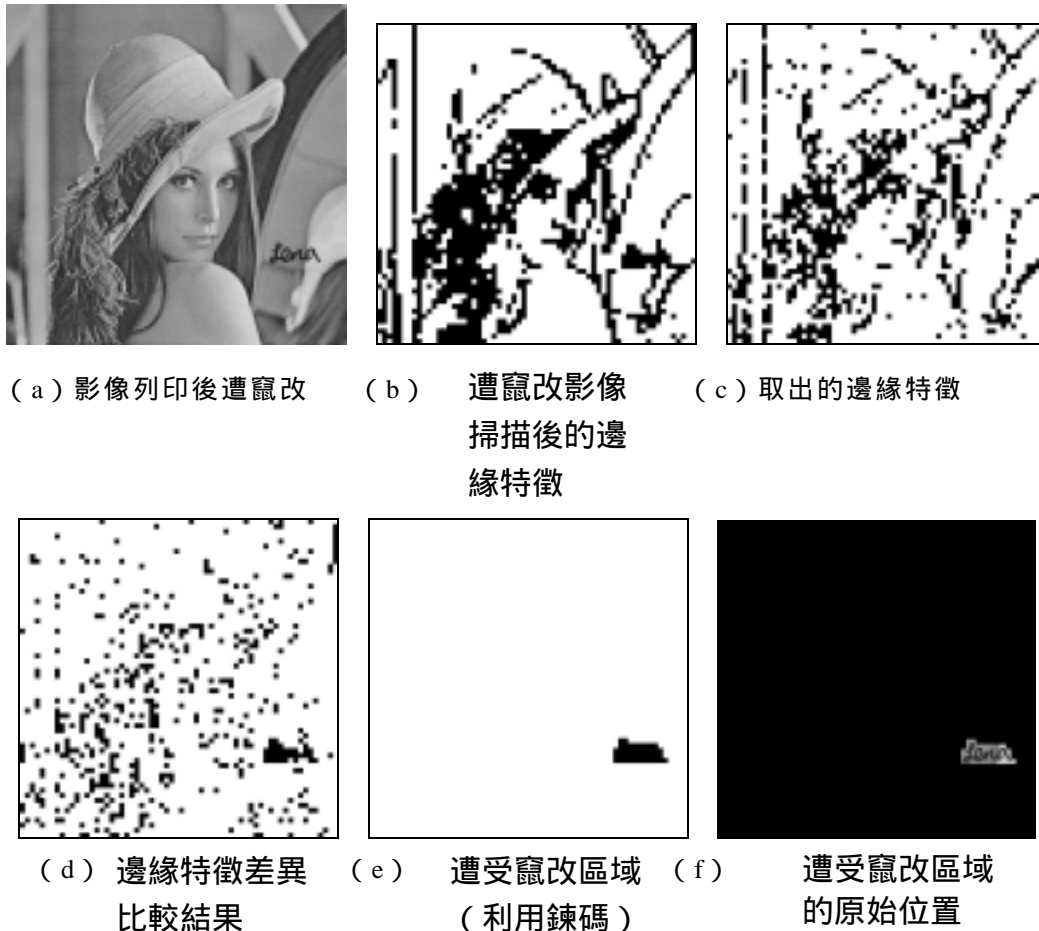 Lena
（a）影像列印後遭竄改
（b） 遭竄改影像
掃描後的邊
緣特徵
（c）取出的邊緣特徵
Lena
（d） 邊緣特徵差異
比較結果
（e） 遭受竄改區域
（利用鍊碼）
（f） 遭受竄改區域
的原始位置